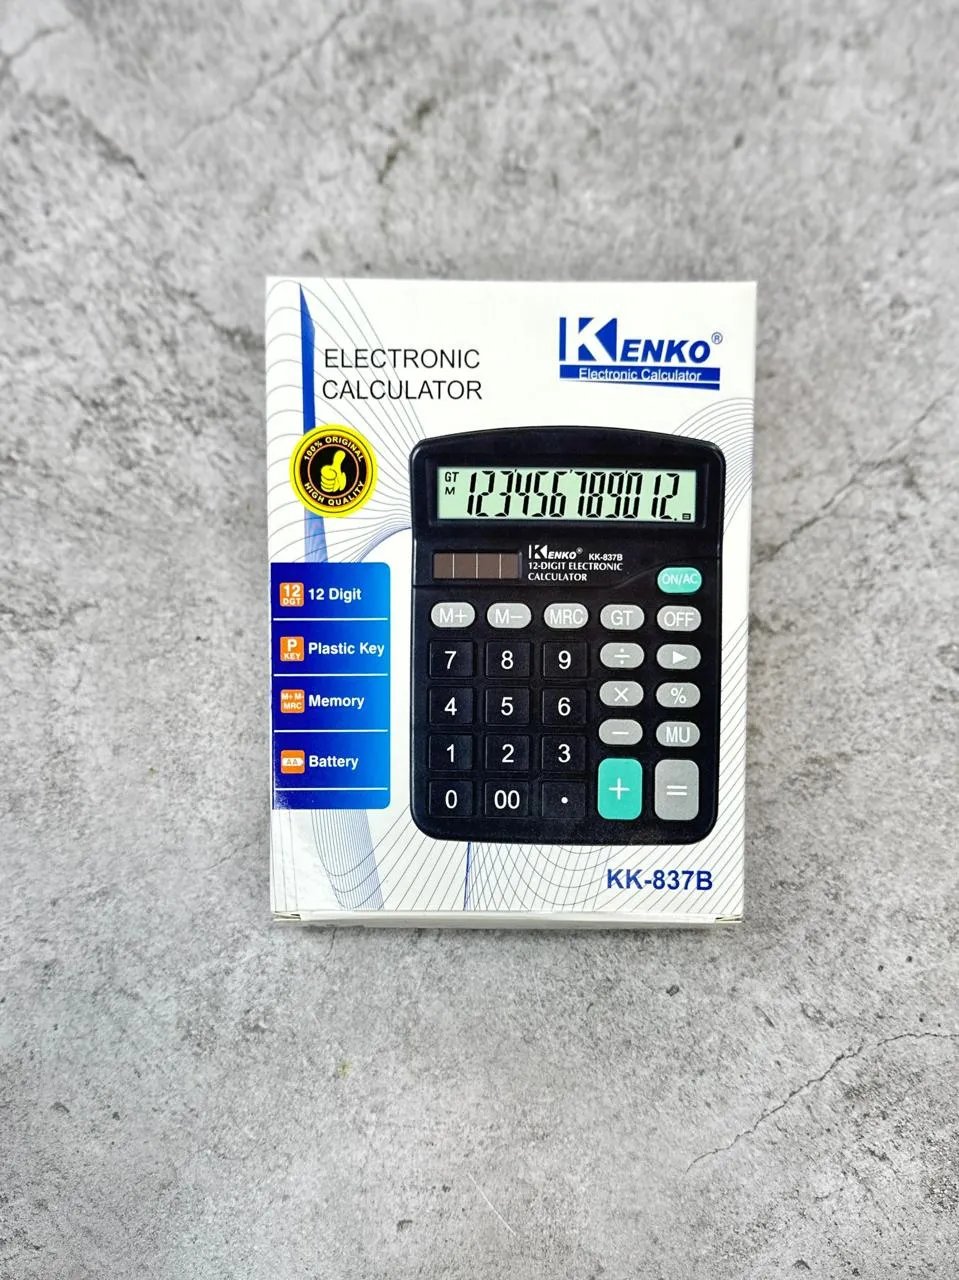 ELECTRONIC
CALCULATOR
KENKO®
Electronic Calculator
100% ORIGINAL
HIGH QUALITY
12 DGT 12 Digit
P KEY Plastic Key
M+ M- MRC Memory
AA Battery
GT
M
123456789012.
=
KENKO® KK-837B
12-DIGIT ELECTRONIC
CALCULATOR
ON/AC
M+ M− MRC GT OFF
7 8 9 ÷ ▶
4 5 6 × %
1 2 3 − MU
0 00 . + =
KK-837B